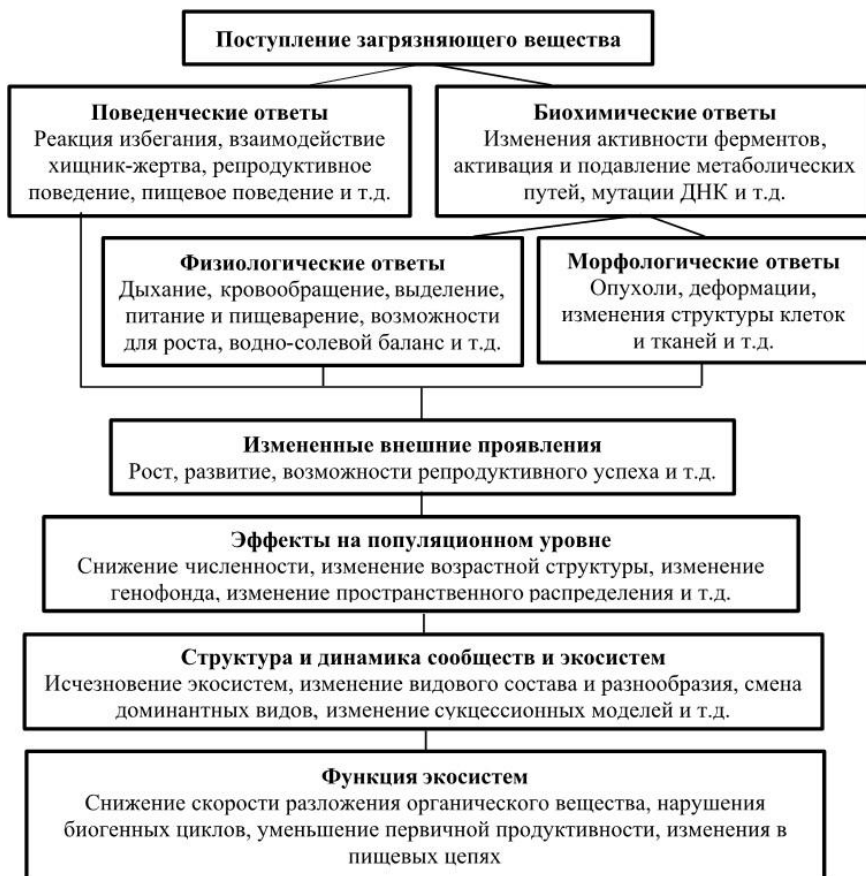 Поступление загрязняющего вещества
Поведенческие ответы
Реакция избегания, взаимодействие
хищник-жертва, репродуктивное
поведение, пищевое поведение и т.д.
Биохимические ответы
Изменения активности ферментов,
активация и подавление метаболических
путей, мутации ДНК и т.д.
Физиологические ответы
Дыхание, кровообращение, выделение,
питание и пищеварение, возможности
для роста, водно-солевой баланс и т.д.
Морфологические ответы
Опухоли, деформации,
изменения структуры клеток
и тканей и т.д.
Измененные внешние проявления
Рост, развитие, возможности репродуктивного успеха и т.д.
Эффекты на популяционном уровне
Снижение численности, изменение возрастной структуры, изменение
генофонда, изменение пространственного распределения и т.д.
Структура и динамика сообществ и экосистем
Исчезновение экосистем, изменение видового состава и разнообразия, смена
доминантных видов, изменение сукцессионных моделей и т.д.
Функция экосистем
Снижение скорости разложения органического вещества, нарушения
биогенных циклов, уменьшение первичной продуктивности, изменения в
пищевых цепях